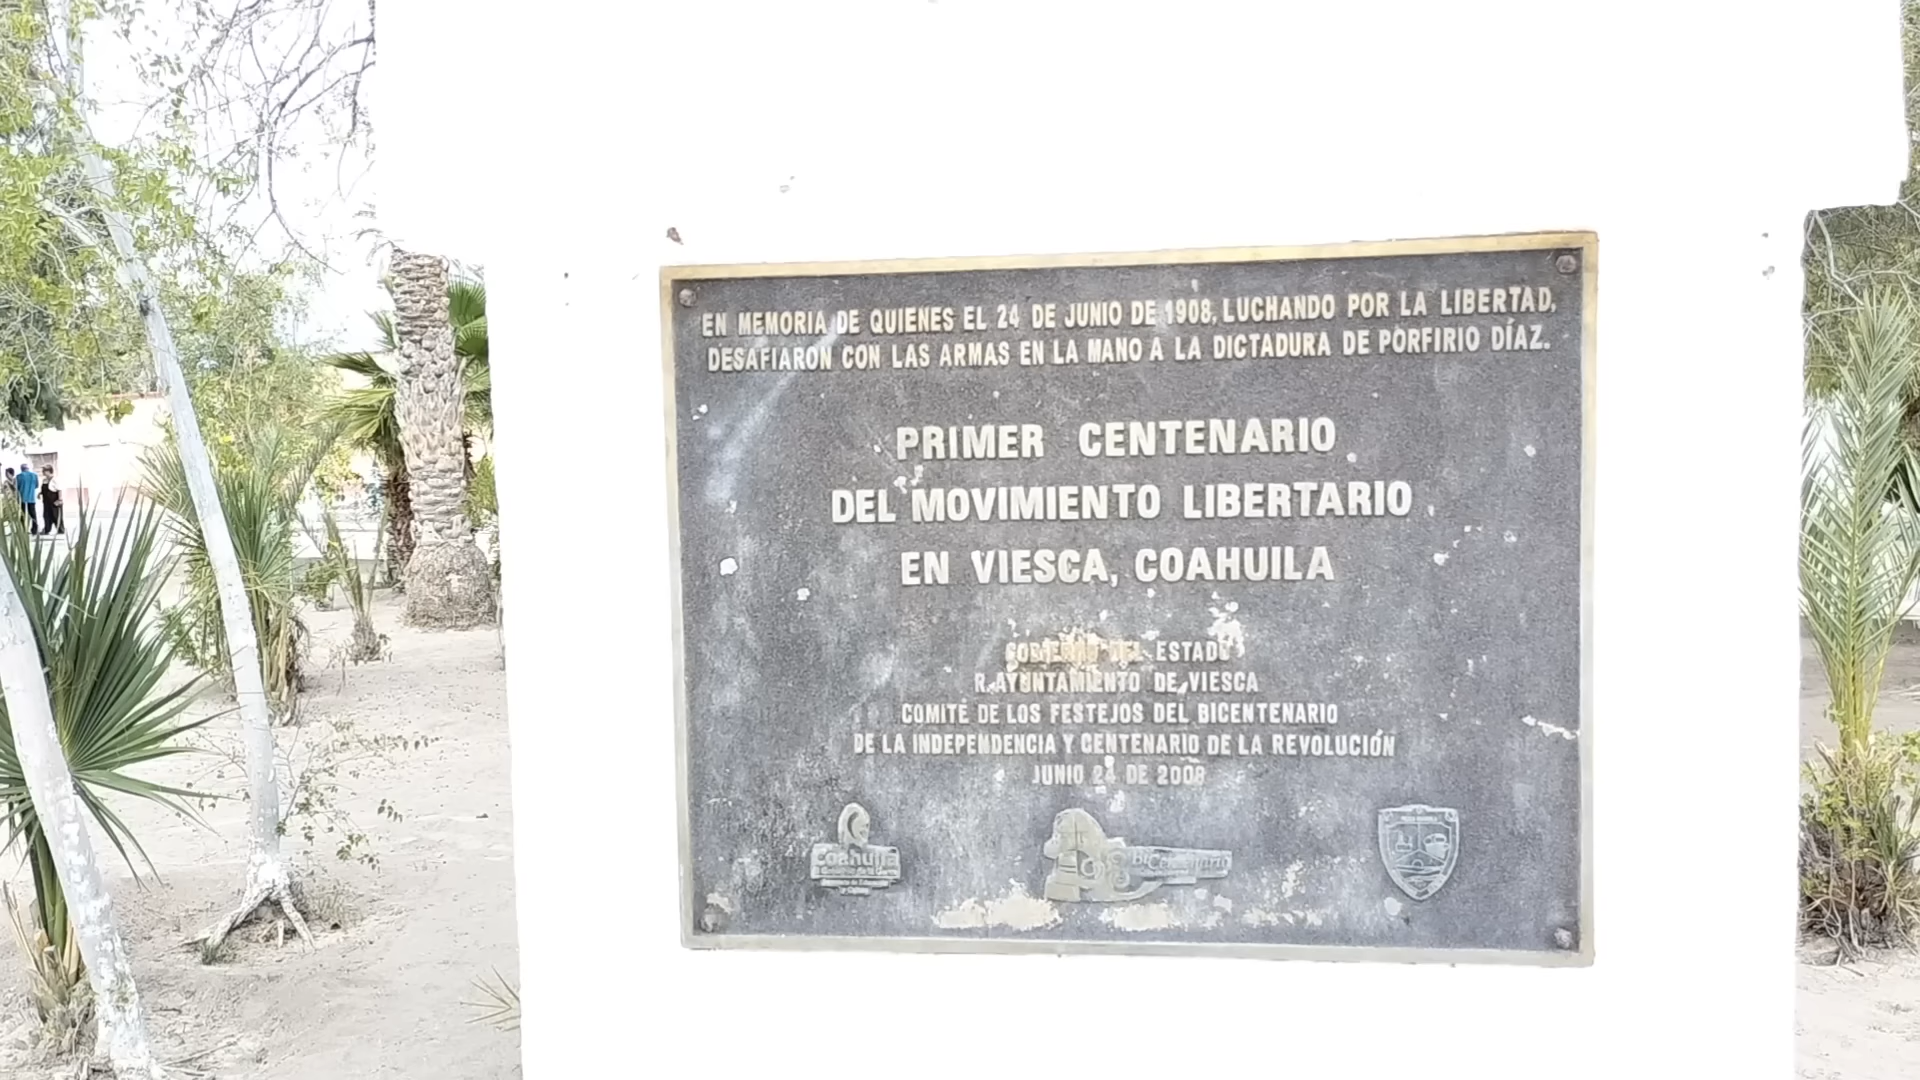 EN MEMORIA DE QUIENES EL 24 DE JUNIO DE 1908, LUCHANDO POR LA LIBERTAD,
DESAFIARON CON LAS ARMAS EN LA MANO A LA DICTADURA DE PORFIRIO DÍAZ.
PRIMER CENTENARIO
DEL MOVIMIENTO LIBERTARIO
EN VIESCA, COAHUILA
GOBIERNO DEL ESTADO
R. AYUNTAMIENTO DE VIESCA
COMITÉ DE LOS FESTEJOS DEL BICENTENARIO
DE LA INDEPENDENCIA Y CENTENARIO DE LA REVOLUCIÓN
JUNIO 24 DE 2008
Coahuila
BiCentenario